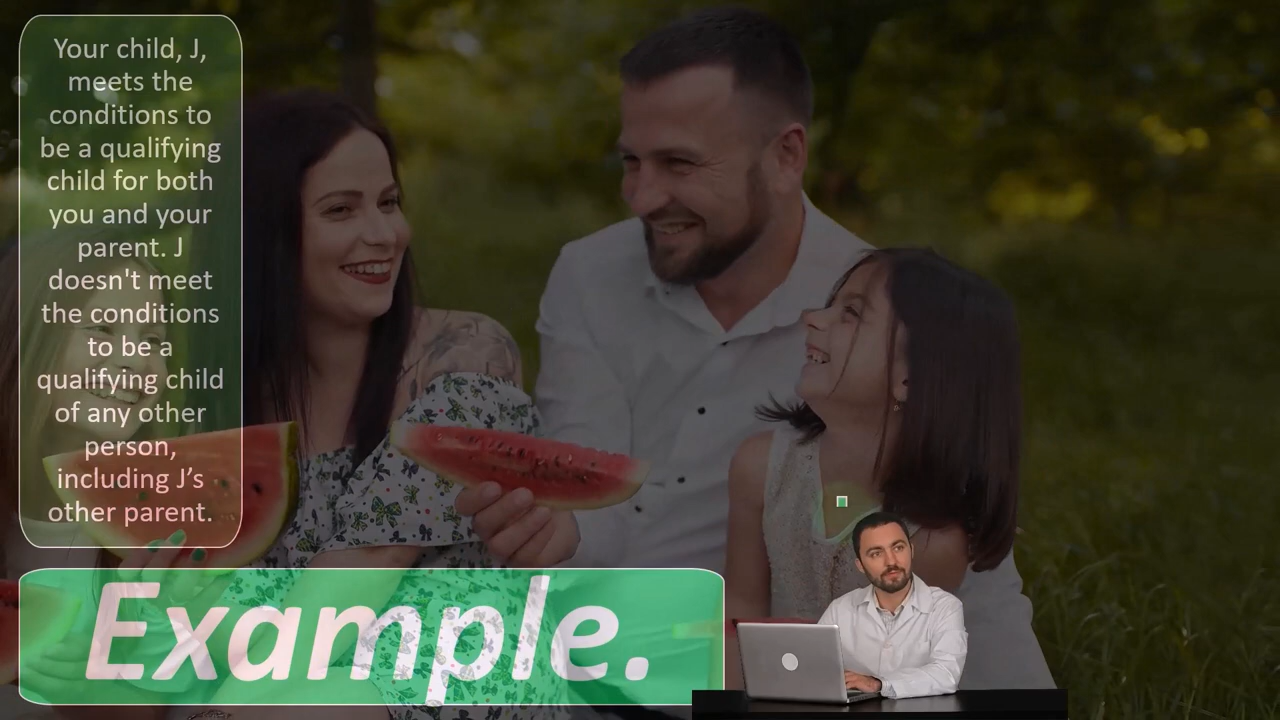 Your child, J,
meets the
conditions to
be a qualifying
child for both
you and your
parent. J
doesn't meet
the conditions
to be a
qualifying child
of any other
person,
including J’s
other parent.
Example.